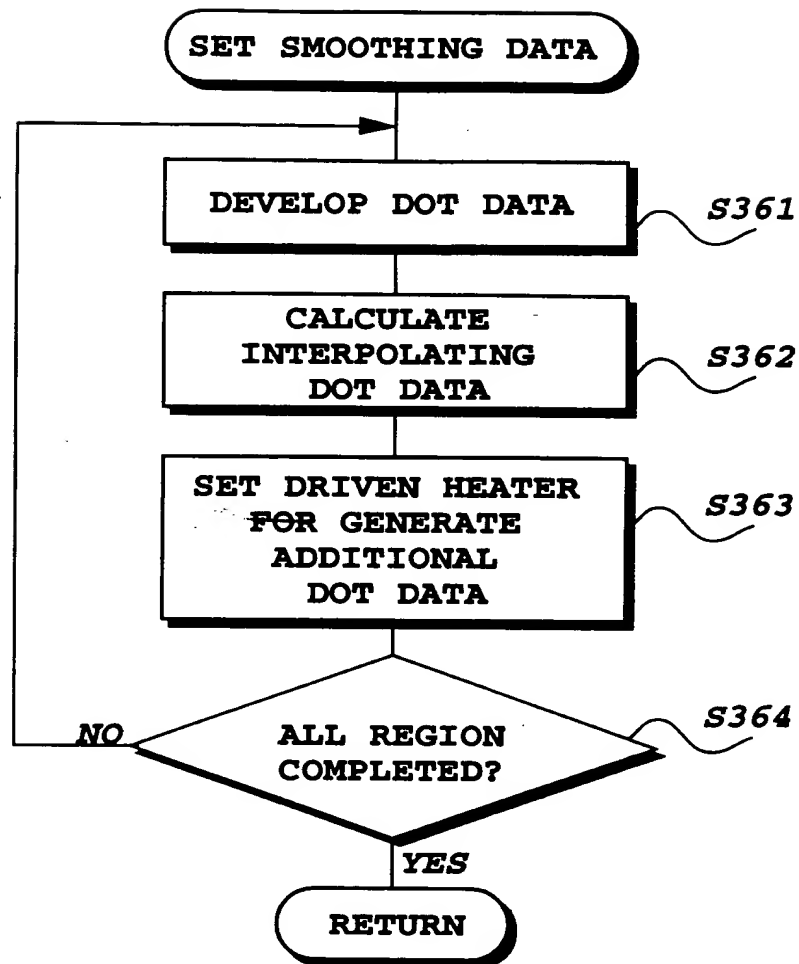 SET SMOOTHING DATA
DEVELOP DOT DATA
S361
CALCULATE
INTERPOLATING
DOT DATA
S362
SET DRIVEN HEATER
FOR GENERATE
ADDITIONAL
DOT DATA
S363
ALL REGION
COMPLETED?
S364
NO
YES
RETURN